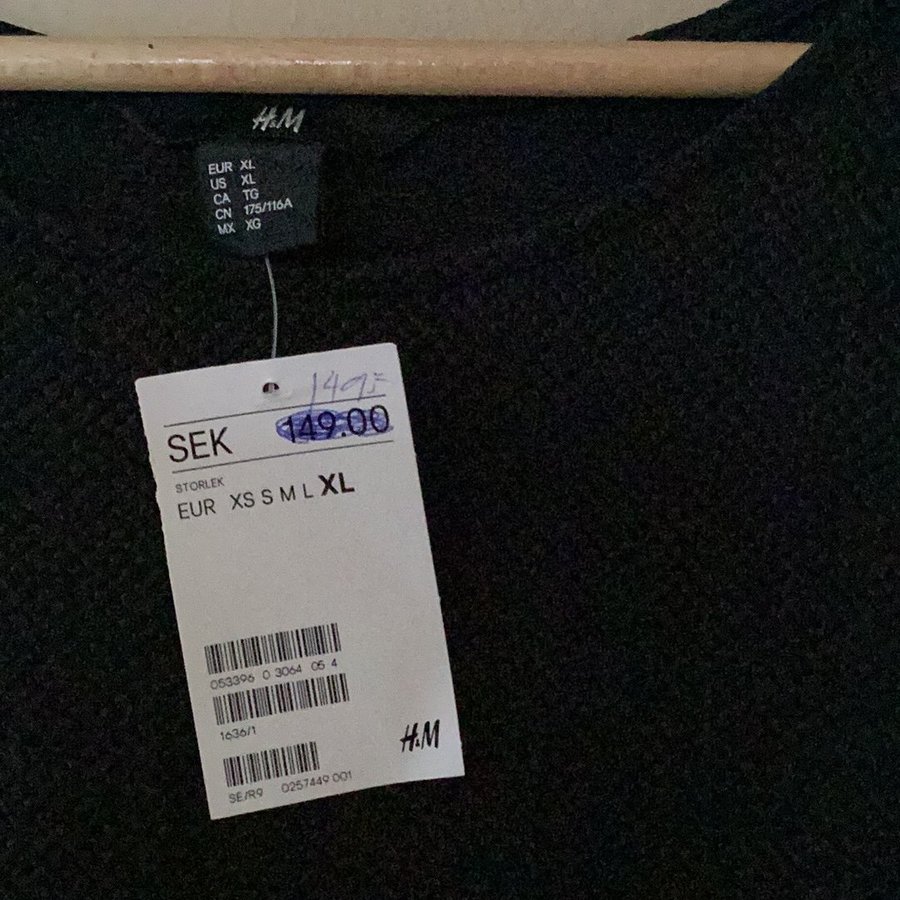 H&M
EUR XL
US XL
CA TG
CN 175/116A
MX XG
149:-
SEK 149.00
STORLEK
EUR XS S M L XL
053396 0 3064 05 4
1636/1
H&M
SE/R9 0257449 001